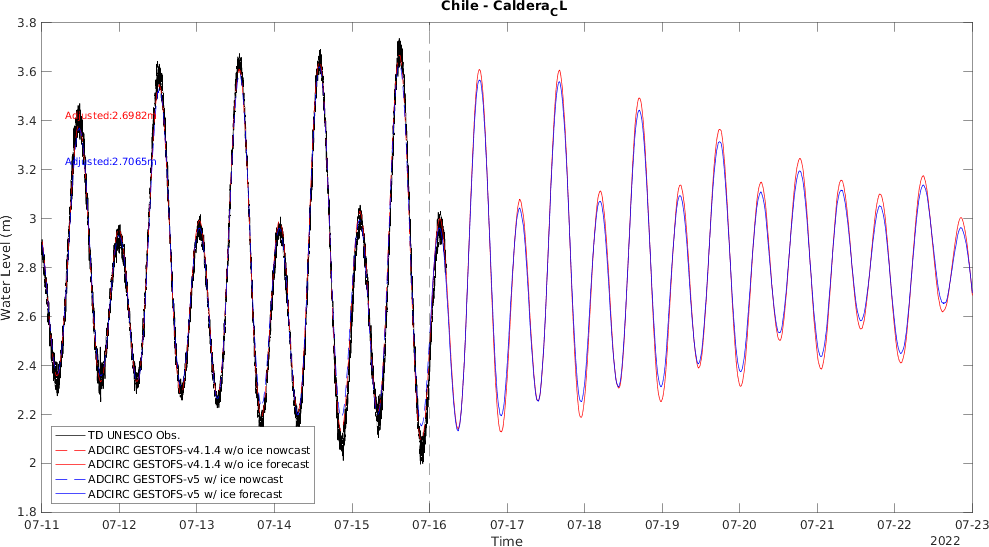 Chile - Caldera_CL
3.8
3.6
3.4
3.2
3
2.8
2.6
2.4
2.2
2
1.8
Water Level (m)
Adjusted:2.6982m
Adjusted:2.7065m
TD UNESCO Obs.
ADCIRC GESTOFS-v4.1.4 w/o ice nowcast
ADCIRC GESTOFS-v4.1.4 w/o ice forecast
ADCIRC GESTOFS-v5 w/ ice nowcast
ADCIRC GESTOFS-v5 w/ ice forecast
07-11 07-12 07-13 07-14 07-15 07-16 07-17 07-18 07-19 07-20 07-21 07-22 07-23
Time
2022